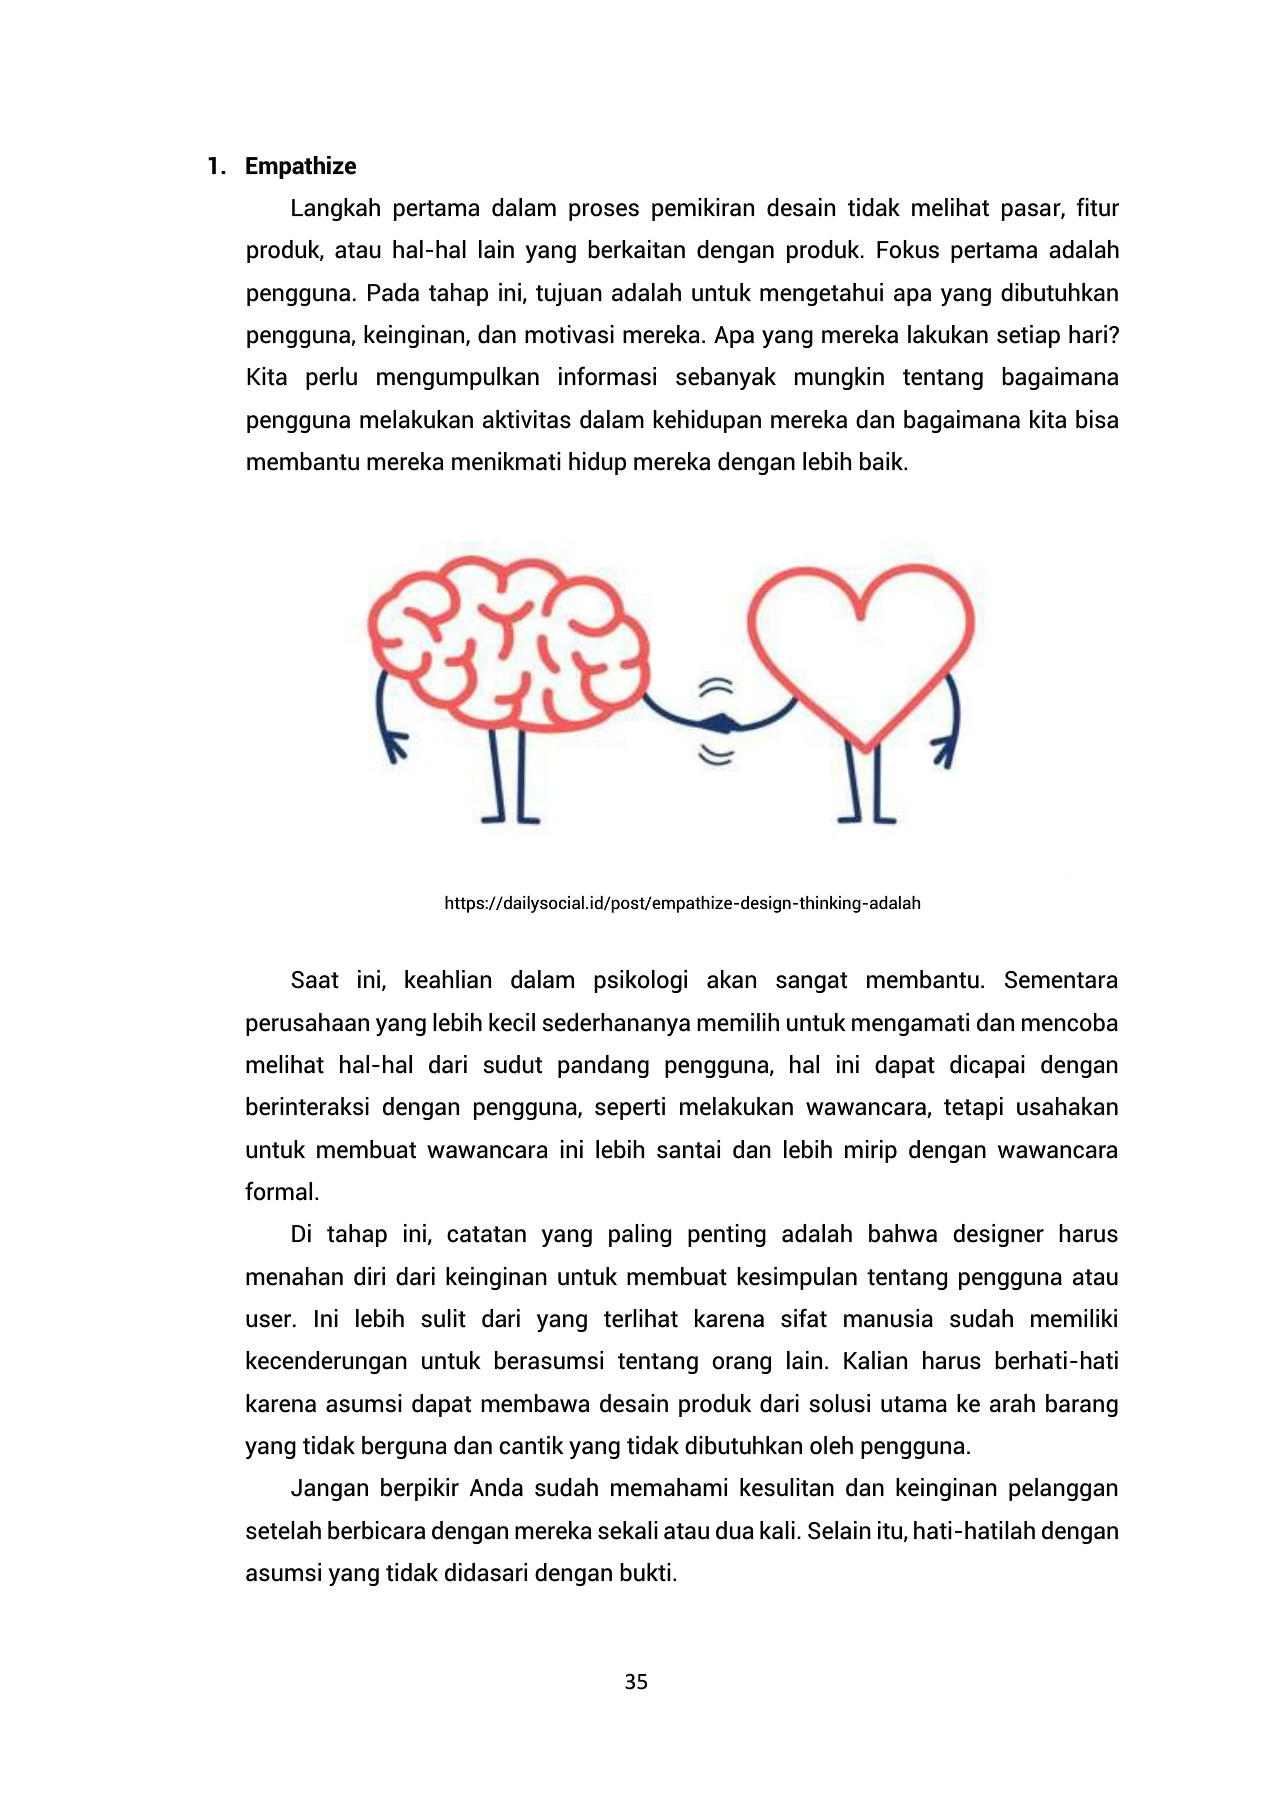 1. Empathize
Langkah pertama dalam proses pemikiran desain tidak melihat pasar, fitur
produk, atau hal-hal lain yang berkaitan dengan produk. Fokus pertama adalah
pengguna. Pada tahap ini, tujuan adalah untuk mengetahui apa yang dibutuhkan
pengguna, keinginan, dan motivasi mereka. Apa yang mereka lakukan setiap hari?
Kita perlu mengumpulkan informasi sebanyak mungkin tentang bagaimana
pengguna melakukan aktivitas dalam kehidupan mereka dan bagaimana kita bisa
membantu mereka menikmati hidup mereka dengan lebih baik.
https://dailysocial.id/post/empathize-design-thinking-adalah
Saat ini, keahlian dalam psikologi akan sangat membantu. Sementara
perusahaan yang lebih kecil sederhananya memilih untuk mengamati dan mencoba
melihat hal-hal dari sudut pandang pengguna, hal ini dapat dicapai dengan
berinteraksi dengan pengguna, seperti melakukan wawancara, tetapi usahakan
untuk membuat wawancara ini lebih santai dan lebih mirip dengan wawancara
formal.
Di tahap ini, catatan yang paling penting adalah bahwa designer harus
menahan diri dari keinginan untuk membuat kesimpulan tentang pengguna atau
user. Ini lebih sulit dari yang terlihat karena sifat manusia sudah memiliki
kecenderungan untuk berasumsi tentang orang lain. Kalian harus berhati-hati
karena asumsi dapat membawa desain produk dari solusi utama ke arah barang
yang tidak berguna dan cantik yang tidak dibutuhkan oleh pengguna.
Jangan berpikir Anda sudah memahami kesulitan dan keinginan pelanggan
setelah berbicara dengan mereka sekali atau dua kali. Selain itu, hati-hatilah dengan
asumsi yang tidak didasari dengan bukti.
35